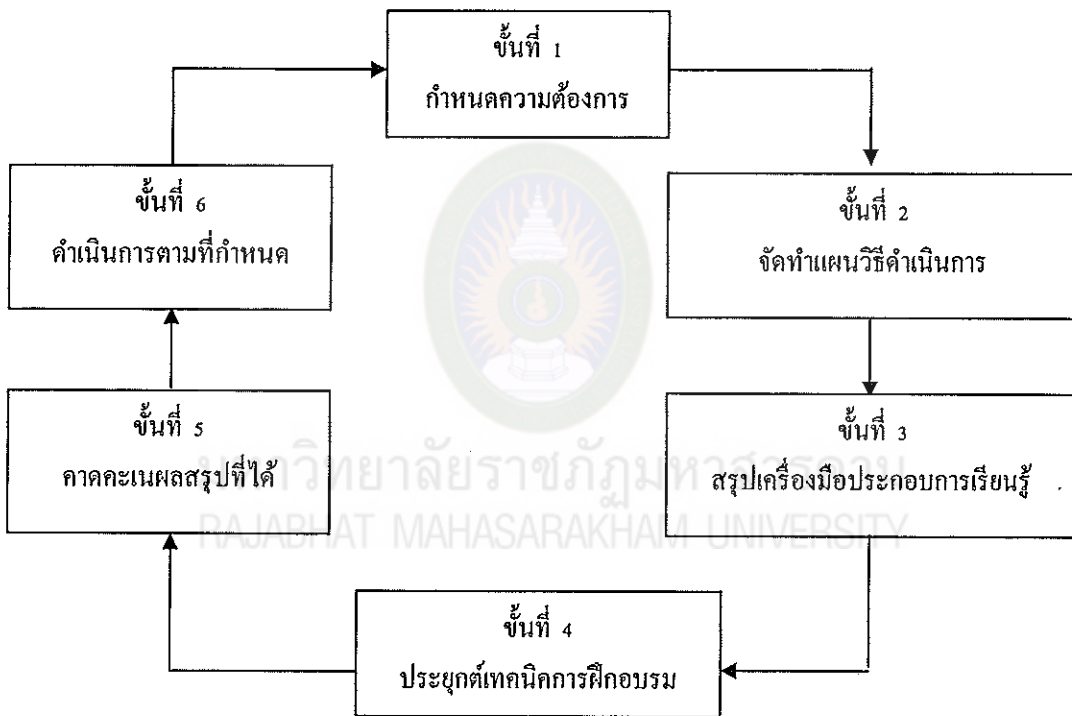 ขั้นที่ 1
กำหนดความต้องการ
ขั้นที่ 2
จัดทำแผนวิธีดำเนินการ
ขั้นที่ 3
สรุปเครื่องมือประกอบการเรียนรู้
ขั้นที่ 4
ประยุกต์เทคนิคการฝึกอบรม
ขั้นที่ 5
คาดคะเนผลสรุปที่ได้
ขั้นที่ 6
ดำเนินการตามที่กำหนด
มหาวิทยาลัยราชภัฏมหาสารคาม
RAJABHAT MAHASARAKHAM UNIVERSITY